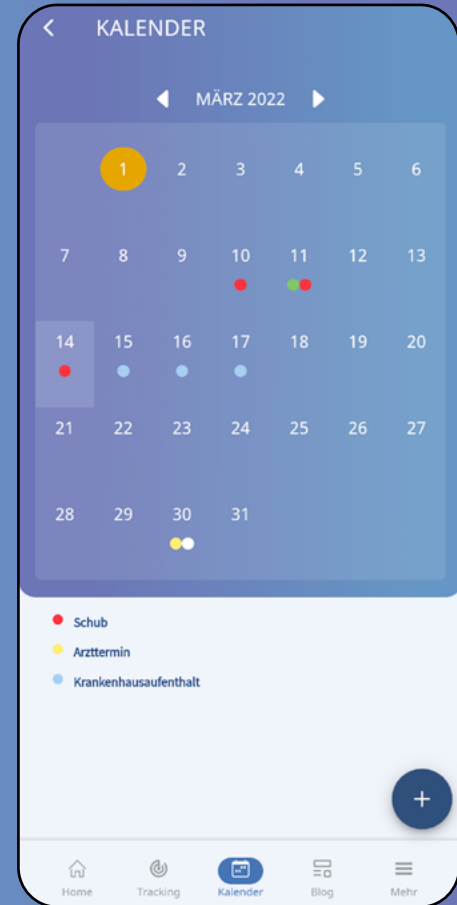 KALENDER
MÄRZ 2022
1 2 3 4 5 6
7 8 9 10 11 12 13
14 15 16 17 18 19 20
21 22 23 24 25 26 27
28 29 30 31
Schub
Arzttermin
Krankenhausaufenthalt
+
Home Tracking Kalender Blog Mehr